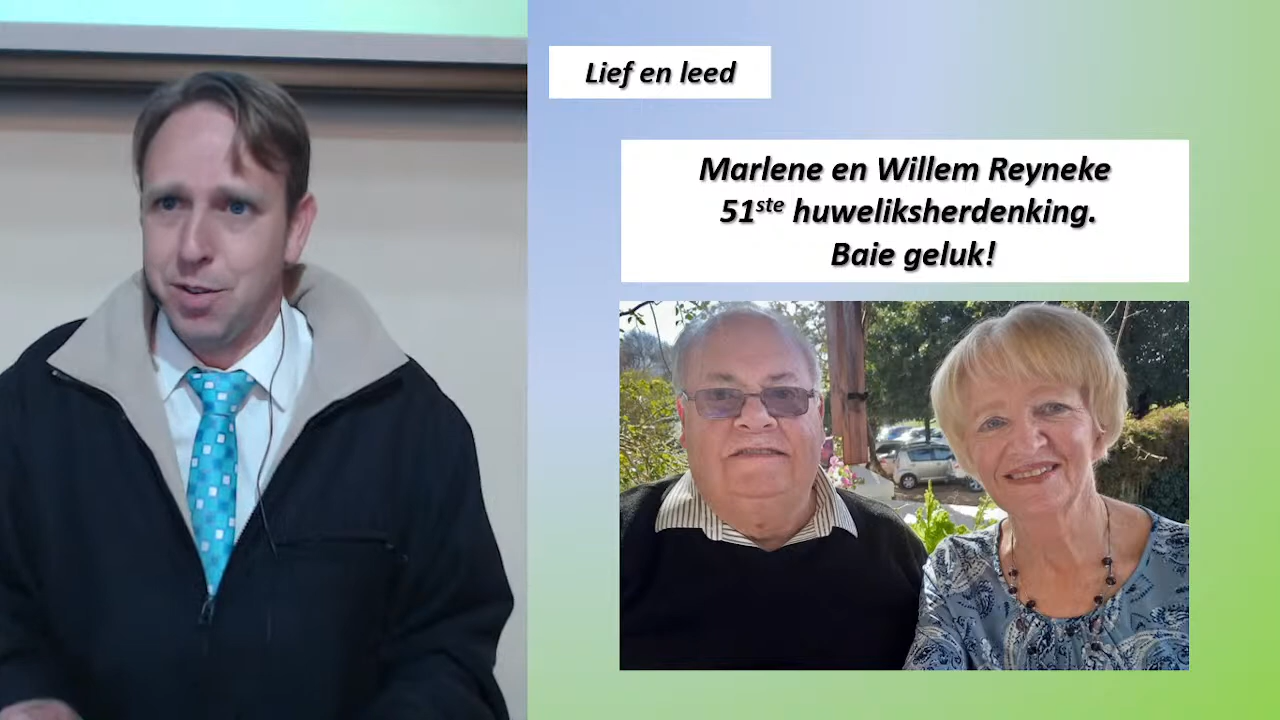 Lief en leed
Marlene en Willem Reyneke
51ste huweliksherdenking.
Baie geluk!